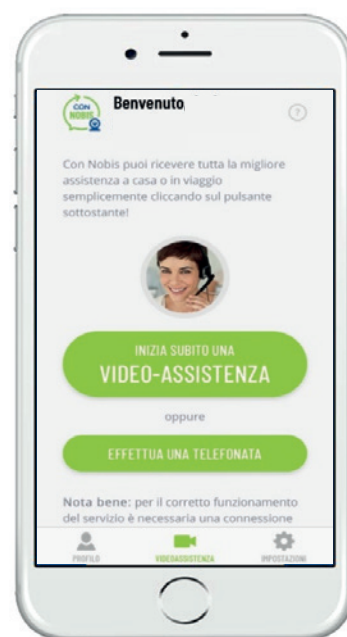 CON
NOBIS
Benvenuto,
?
Con Nobis puoi ricevere tutta la migliore
assistenza a casa o in viaggio
semplicemente cliccando sul pulsante
sottostante!
INIZIA SUBITO UNA
VIDEO-ASSISTENZA
oppure
EFFETTUA UNA TELEFONATA
Nota bene: per il corretto funzionamento
del servizio è necessaria una connessione
PROFILO VIDEOASSISTENZA IMPOSTAZIONI